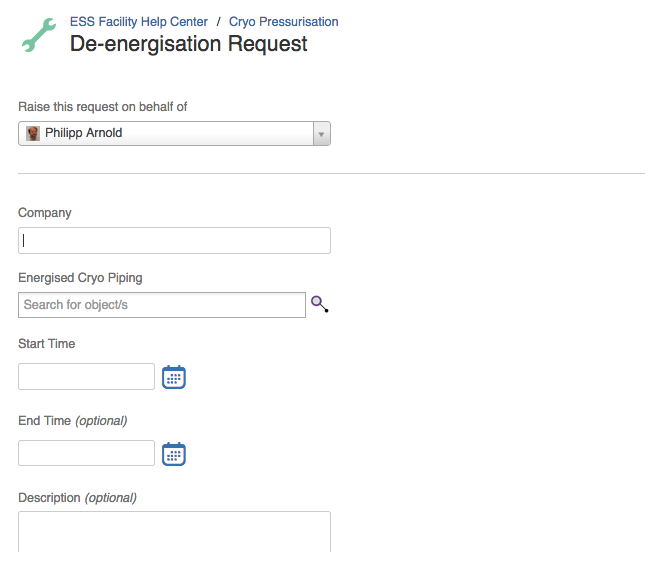 ESS Facility Help Center / Cryo Pressurisation
De-energisation Request
Raise this request on behalf of
Philipp Arnold
Company
Energised Cryo Piping
Search for object/s
Start Time
End Time (optional)
Description (optional)